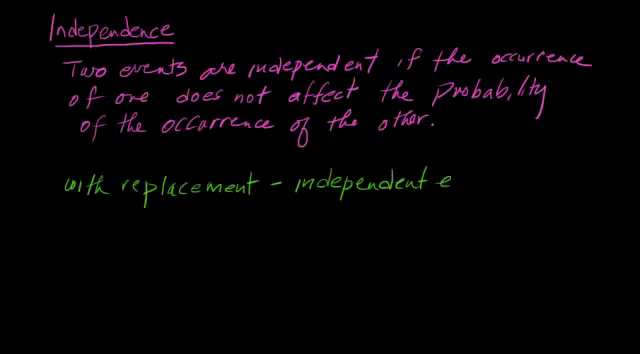 Independence
Two events are independent if the occurrence
of one does not affect the Probability
of the occurrence of the other.
with replacement - independent e